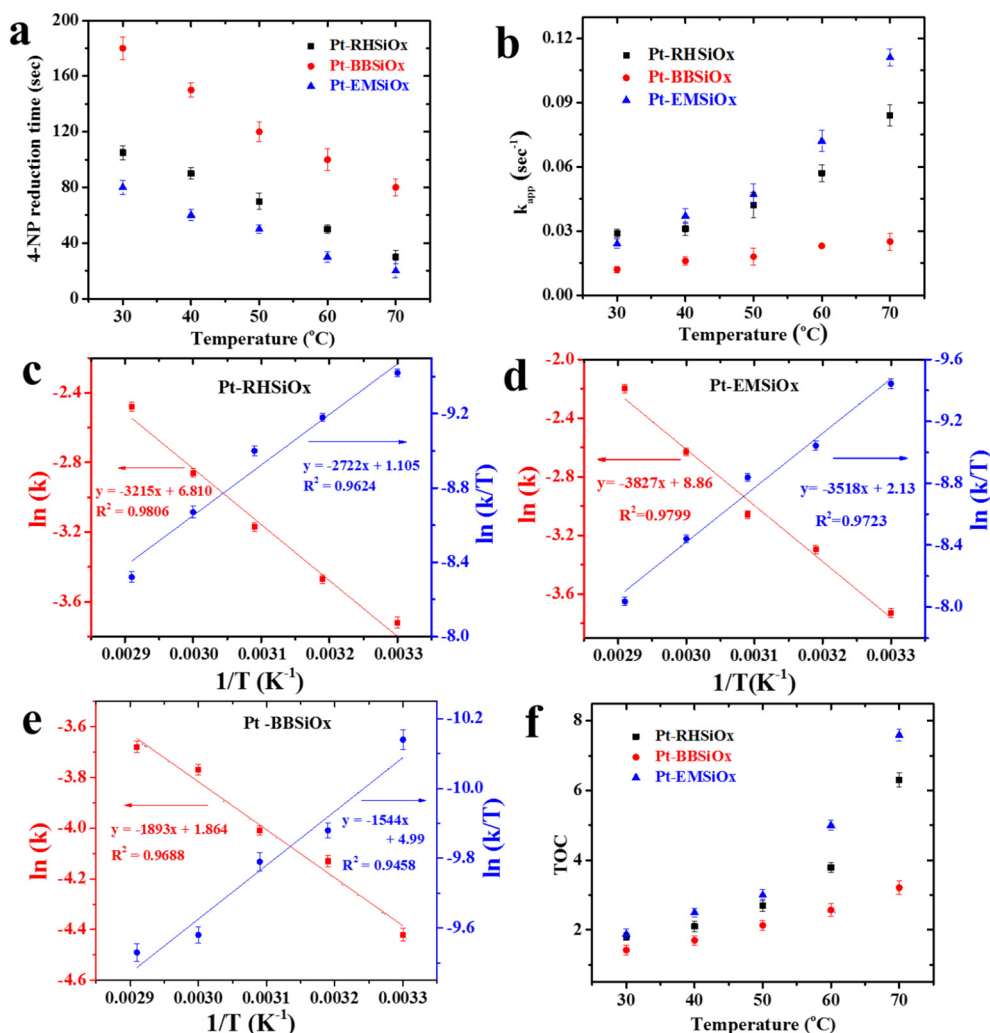 a
4-NP reduction time (sec)
200
160
120
80
40
0
Pt-RHSiOx
Pt-BBSiOx
Pt-EMSiOx
30 40 50 60 70
Temperature (°C)
b
k_app (sec⁻¹)
0.12
0.09
0.06
0.03
0.00
Pt-RHSiOx
Pt-BBSiOx
Pt-EMSiOx
30 40 50 60 70
Temperature (°C)
c
Pt-RHSiOx
ln (k)
-2.4
-2.8
-3.2
-3.6
y = -3215x + 6.810
R² = 0.9806
y = -2722x + 1.105
R² = 0.9624
-9.2
-8.8
-8.4
-8.0
ln (k/T)
0.0029 0.0030 0.0031 0.0032 0.0033
1/T (K⁻¹)
d
Pt-EMSiOx
ln (k)
-2.0
-2.4
-2.8
-3.2
-3.6
y= -3827x + 8.86
R²=0.9799
y= -3518x + 2.13
R²=0.9723
-9.6
-9.2
-8.8
-8.4
-8.0
ln (k/T)
0.0029 0.0030 0.0031 0.0032 0.0033
1/T(K⁻¹)
e
Pt -BBSiOx
ln (k)
-3.6
-3.8
-4.0
-4.2
-4.4
-4.6
y = -1893x + 1.864
R² = 0.9688
y = -1544x
+ 4.99
R² = 0.9458
-10.2
-10.0
-9.8
-9.6
ln (k/T)
0.0029 0.0030 0.0031 0.0032 0.0033
1/T (K⁻¹)
f
TOC
8
6
4
2
Pt-RHSiOx
Pt-BBSiOx
Pt-EMSiOx
30 40 50 60 70
Temperature (°C)